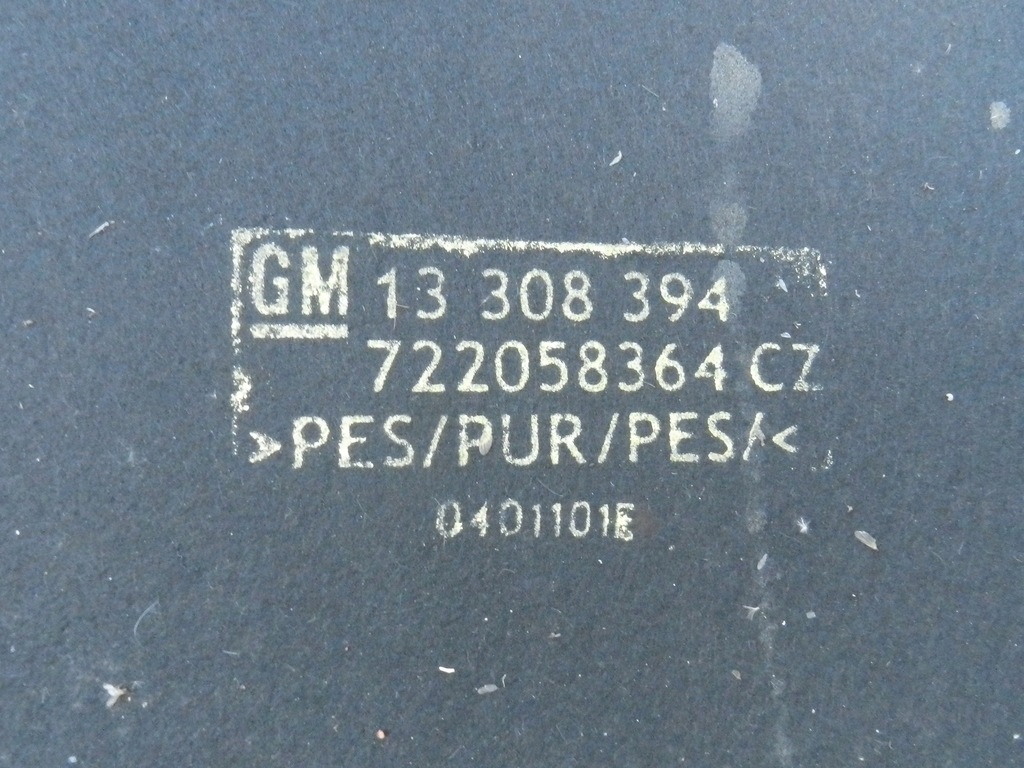 GM 13 308 394
722058364 CZ
>PES/PUR/PES/<
0401101E